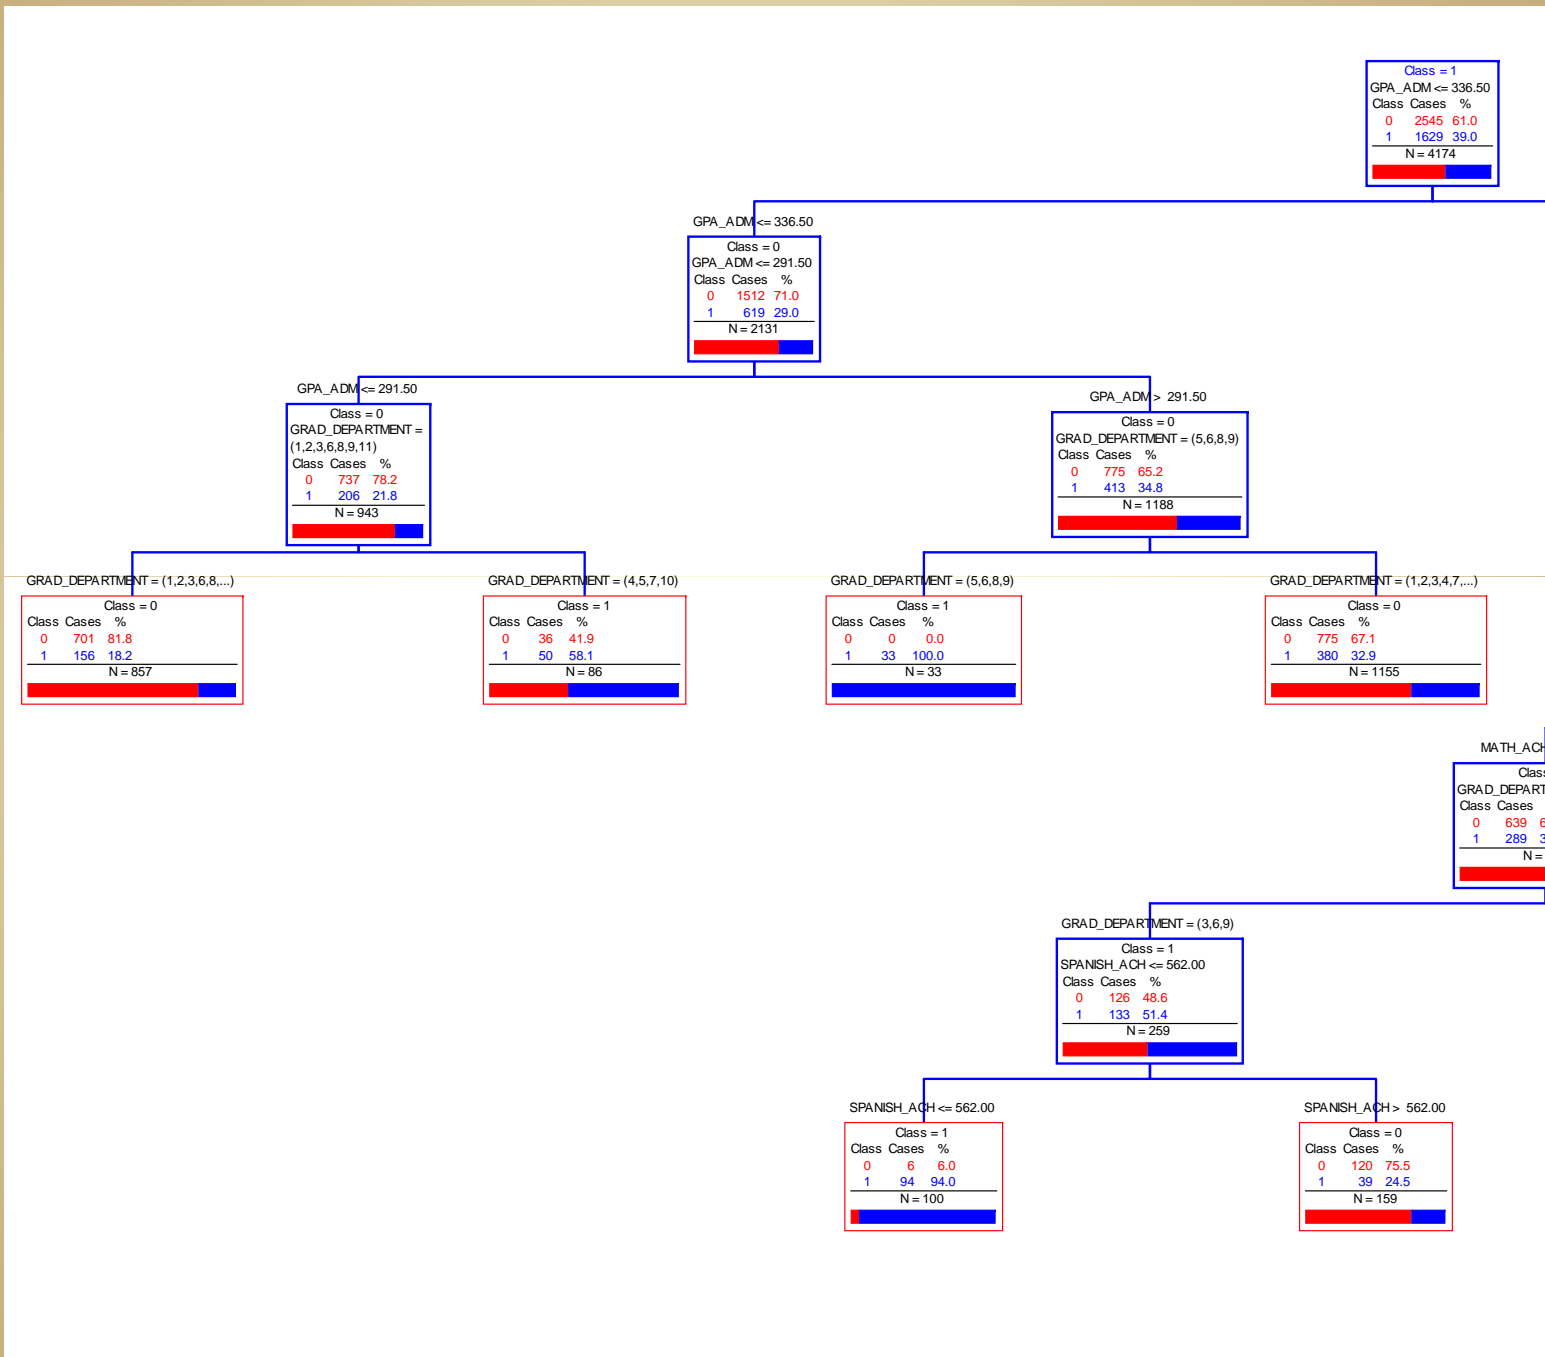 Class = 1
GPA_ADM <= 336.50
Class Cases %
0 2545 61.0
1 1629 39.0
N = 4174
GPA_ADM <= 336.50
Class = 0
GPA_ADM <= 291.50
Class Cases %
0 1512 71.0
1 619 29.0
N = 2131
GPA_ADM <= 291.50
Class = 0
GRAD_DEPARTMENT =
(1,2,3,6,8,9,11)
Class Cases %
0 737 78.2
1 206 21.8
N = 943
GPA_ADM > 291.50
Class = 0
GRAD_DEPARTMENT = (5,6,8,9)
Class Cases %
0 775 65.2
1 413 34.8
N = 1188
GRAD_DEPARTMENT = (1,2,3,6,8,...)
Class = 0
Class Cases %
0 701 81.8
1 156 18.2
N = 857
GRAD_DEPARTMENT = (4,5,7,10)
Class = 1
Class Cases %
0 36 41.9
1 50 58.1
N = 86
GRAD_DEPARTMENT = (5,6,8,9)
Class = 1
Class Cases %
0 0 0.0
1 33 100.0
N = 33
GRAD_DEPARTMENT = (1,2,3,4,7,...)
Class = 0
Class Cases %
0 775 67.1
1 380 32.9
N = 1155
MATH_ACH
Clas
GRAD_DEPART
Class Cases
0 639 6
1 289 3
N =
GRAD_DEPARTMENT = (3,6,9)
Class = 1
SPANISH_ACH <= 562.00
Class Cases %
0 126 48.6
1 133 51.4
N = 259
SPANISH_ACH <= 562.00
Class = 1
Class Cases %
0 6 6.0
1 94 94.0
N = 100
SPANISH_ACH > 562.00
Class = 0
Class Cases %
0 120 75.5
1 39 24.5
N = 159